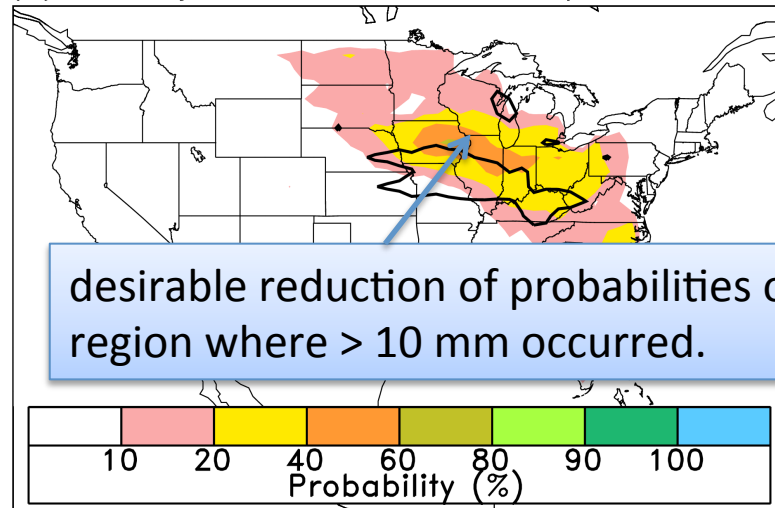 desirable reduction of probabilities
region where > 10 mm occurred.
10 20 40 60 80 90 100
Probability (%)